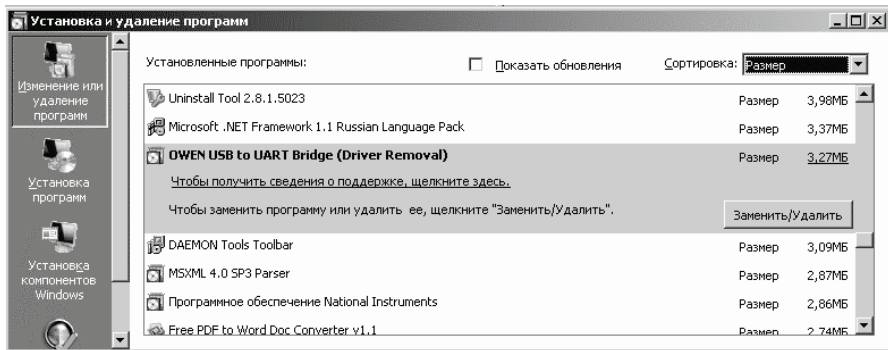 Установка и удаление программ
Изменение или
удаление
программ
Установка
программ
Установка
компонентов
Windows
Установленные программы:
Показать обновления
Сортировка: Размер
Uninstall Tool 2.8.1.5023 Размер 3,98МБ
Microsoft .NET Framework 1.1 Russian Language Pack Размер 3,37МБ
OWEN USB to UART Bridge (Driver Removal) Размер 3,27МБ
Чтобы получить сведения о поддержке, щелкните здесь.
Чтобы заменить программу или удалить ее, щелкните "Заменить/Удалить".
Заменить/Удалить
DAEMON Tools Toolbar Размер 3,09МБ
MSXML 4.0 SP3 Parser Размер 2,87МБ
Программное обеспечение National Instruments Размер 2,86МБ
Free PDF to Word Doc Converter v1.1 Размер 2,74МБ